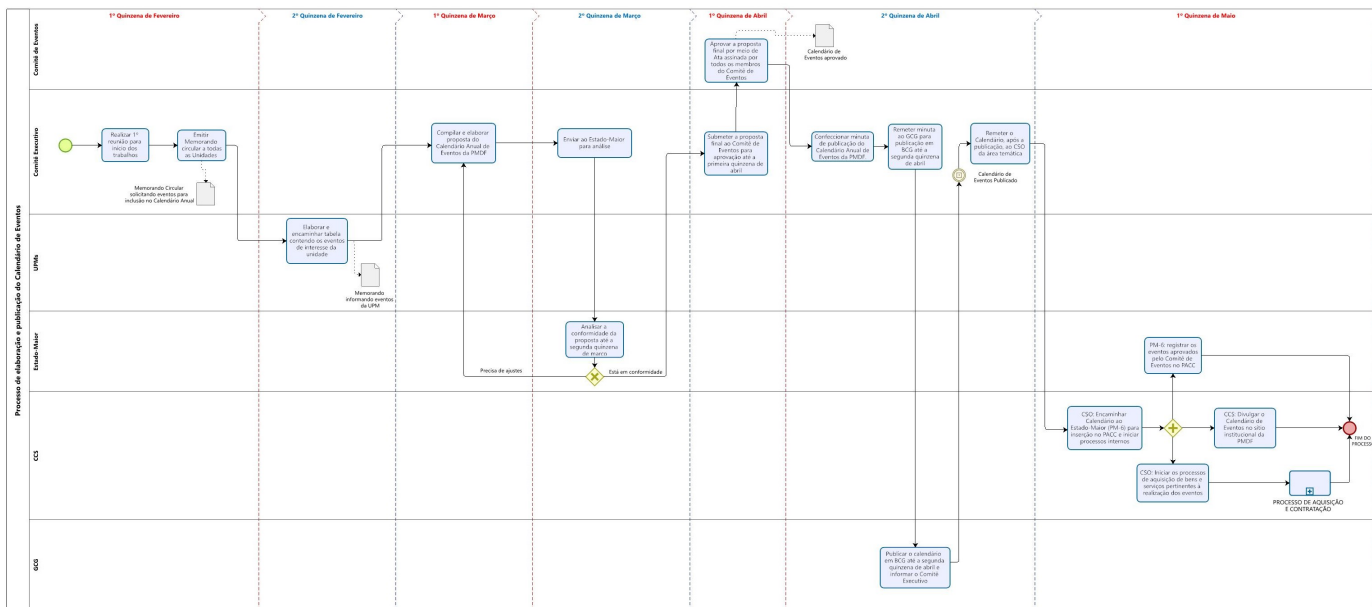 Processo de elaboração e publicação do Calendário de Eventos
1ª Quinzena de Fevereiro
2ª Quinzena de Fevereiro
1ª Quinzena de Março
2ª Quinzena de Março
1ª Quinzena de Abril
2ª Quinzena de Abril
1ª Quinzena de Maio
Comitê de Eventos
Aprovar a proposta
final por meio de
Ata assinada por
todos os membros
do Comitê de
Eventos
Calendário de
Eventos aprovado
Comitê Executivo
Realizar 1ª
reunião para
início dos
trabalhos
Emitir
Memorando
circular a todas
as Unidades
Memorando Circular
solicitando eventos para
inclusão no Calendário Anual
Compilar e elaborar
proposta do
Calendário Anual de
Eventos da PMDF
Enviar ao Estado-Maior
para análise
Submeter a proposta
final ao Comitê de
Eventos para
aprovação até a
primeira quinzena de
abril
Confeccionar minuta
de publicação do
Calendário Anual de
Eventos da PMDF
Remeter minuta
ao GCG para
publicação em
BCG até a
segunda quinzena
de abril
Remeter o
Calendário, após a
publicação, ao CSO
da área temática
Calendário de
Eventos Publicado
UPMs
Elaborar e
encaminhar tabela
contendo os eventos
de interesse da
unidade
Memorando
informando eventos
da UPM
Estado-Maior
Analisar a
conformidade da
proposta até a
segunda quinzena
de março
Precisa de ajustes
Está em conformidade
PM-6: registrar os
eventos aprovados
pelo Comitê de
Eventos no PACC
CCS
CSO: Encaminhar
Calendário ao
Estado-Maior (PM-6) para
inserção no PACC e iniciar
processos internos
CCS: Divulgar o
Calendário de
Eventos no sítio
institucional da
PMDF
TIM DO
PROCESSO
CSO: Iniciar os processos
de aquisição de bens e
serviços pertinentes à
realização dos eventos
PROCESSO DE AQUISIÇÃO
E CONTRATAÇÃO
GCG
Publicar o calendário
em BCG até a segunda
quinzena de abril e
informar o Comitê
Executivo